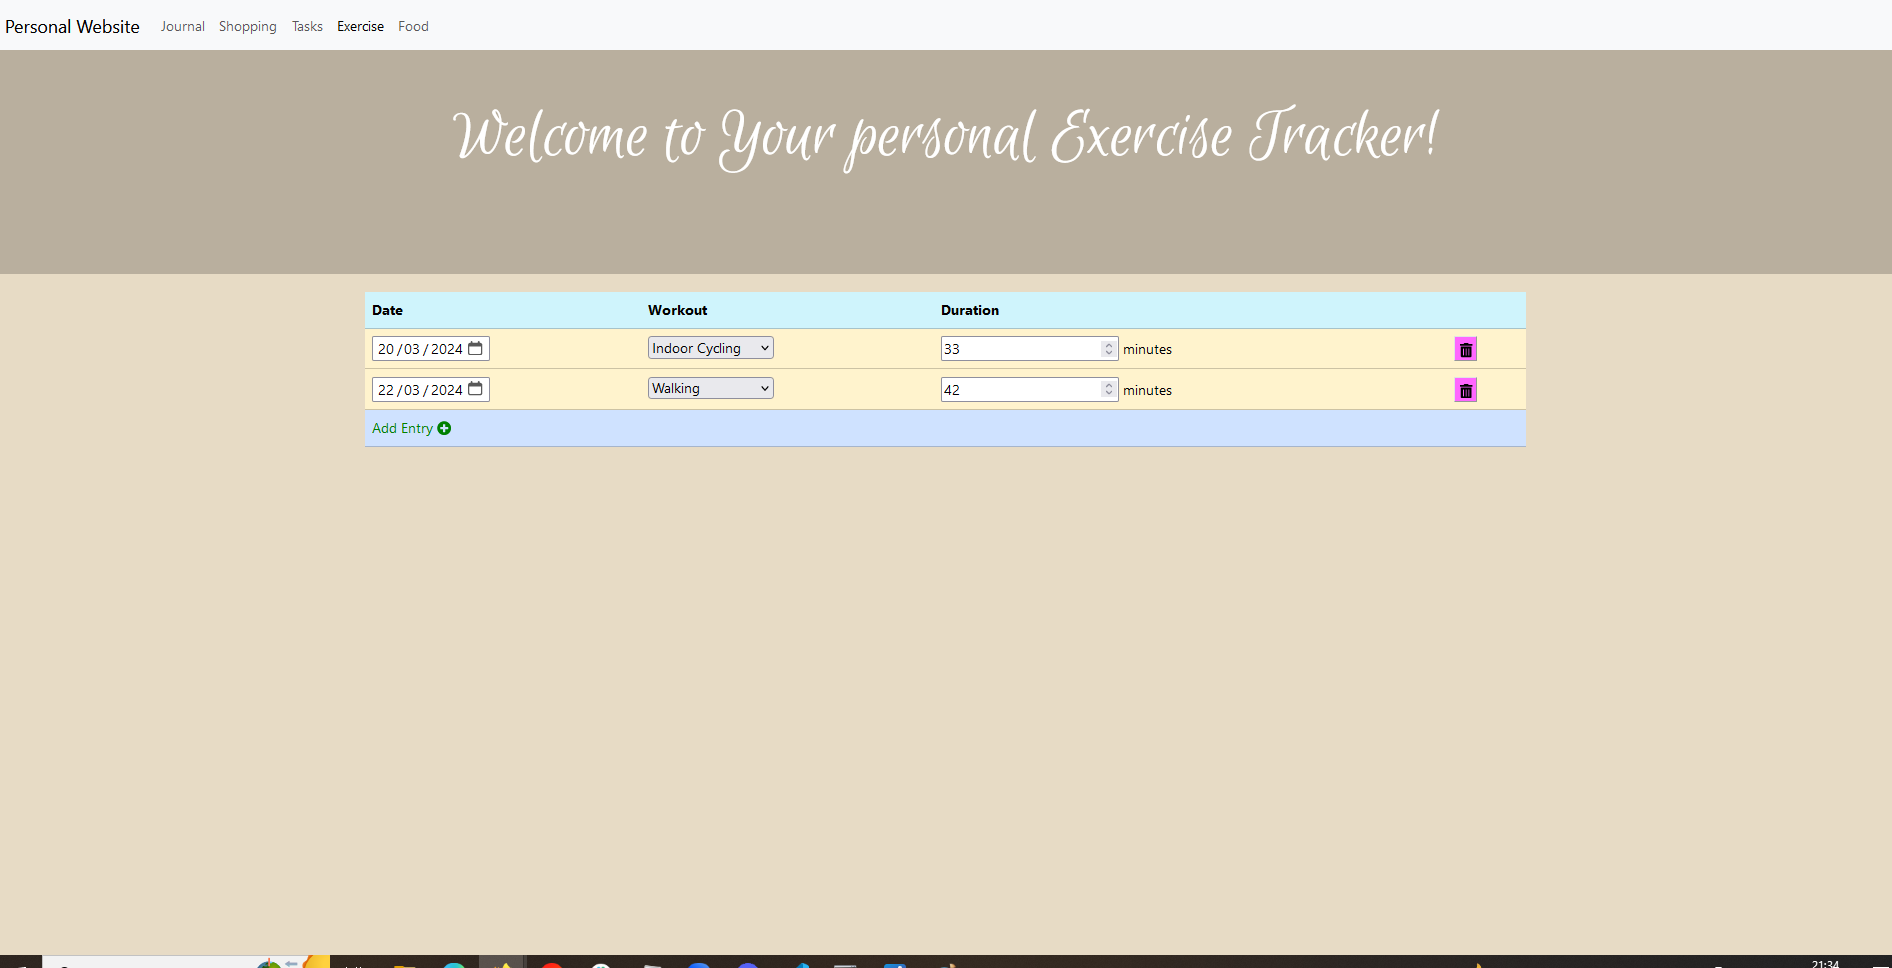 Personal Website Journal Shopping Tasks Exercise Food
Welcome to Your personal Exercise Tracker!
Date Workout Duration
20/03/2024 Indoor Cycling 33 minutes
22/03/2024 Walking 42 minutes
Add Entry
21:34